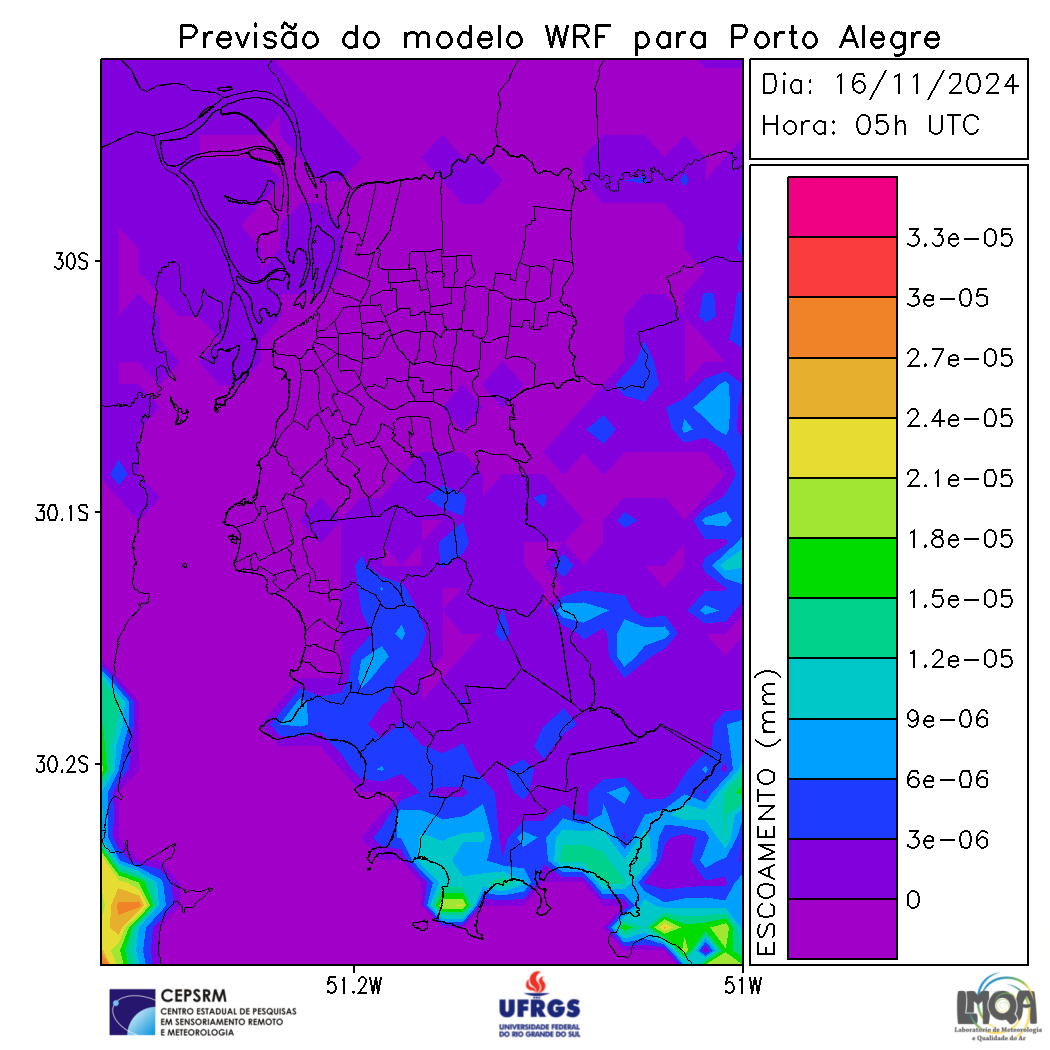 Previsão do modelo WRF para Porto Alegre
Dia: 16/11/2024
Hora: 05h UTC
3.3e-05
3e-05
2.7e-05
2.4e-05
2.1e-05
1.8e-05
1.5e-05
1.2e-05
9e-06
6e-06
3e-06
0
ESCOAMENTO (mm)
30S
30.1S
30.2S
51.2W
51W
CEPSRM
CENTRO ESTADUAL DE PESQUISAS
EM SENSORIAMENTO REMOTO
E METEOROLOGIA
UFRGS
UNIVERSIDADE FEDERAL
DO RIO GRANDE DO SUL
LMQA
Laboratório de Meteorologia
e Qualidade do Ar